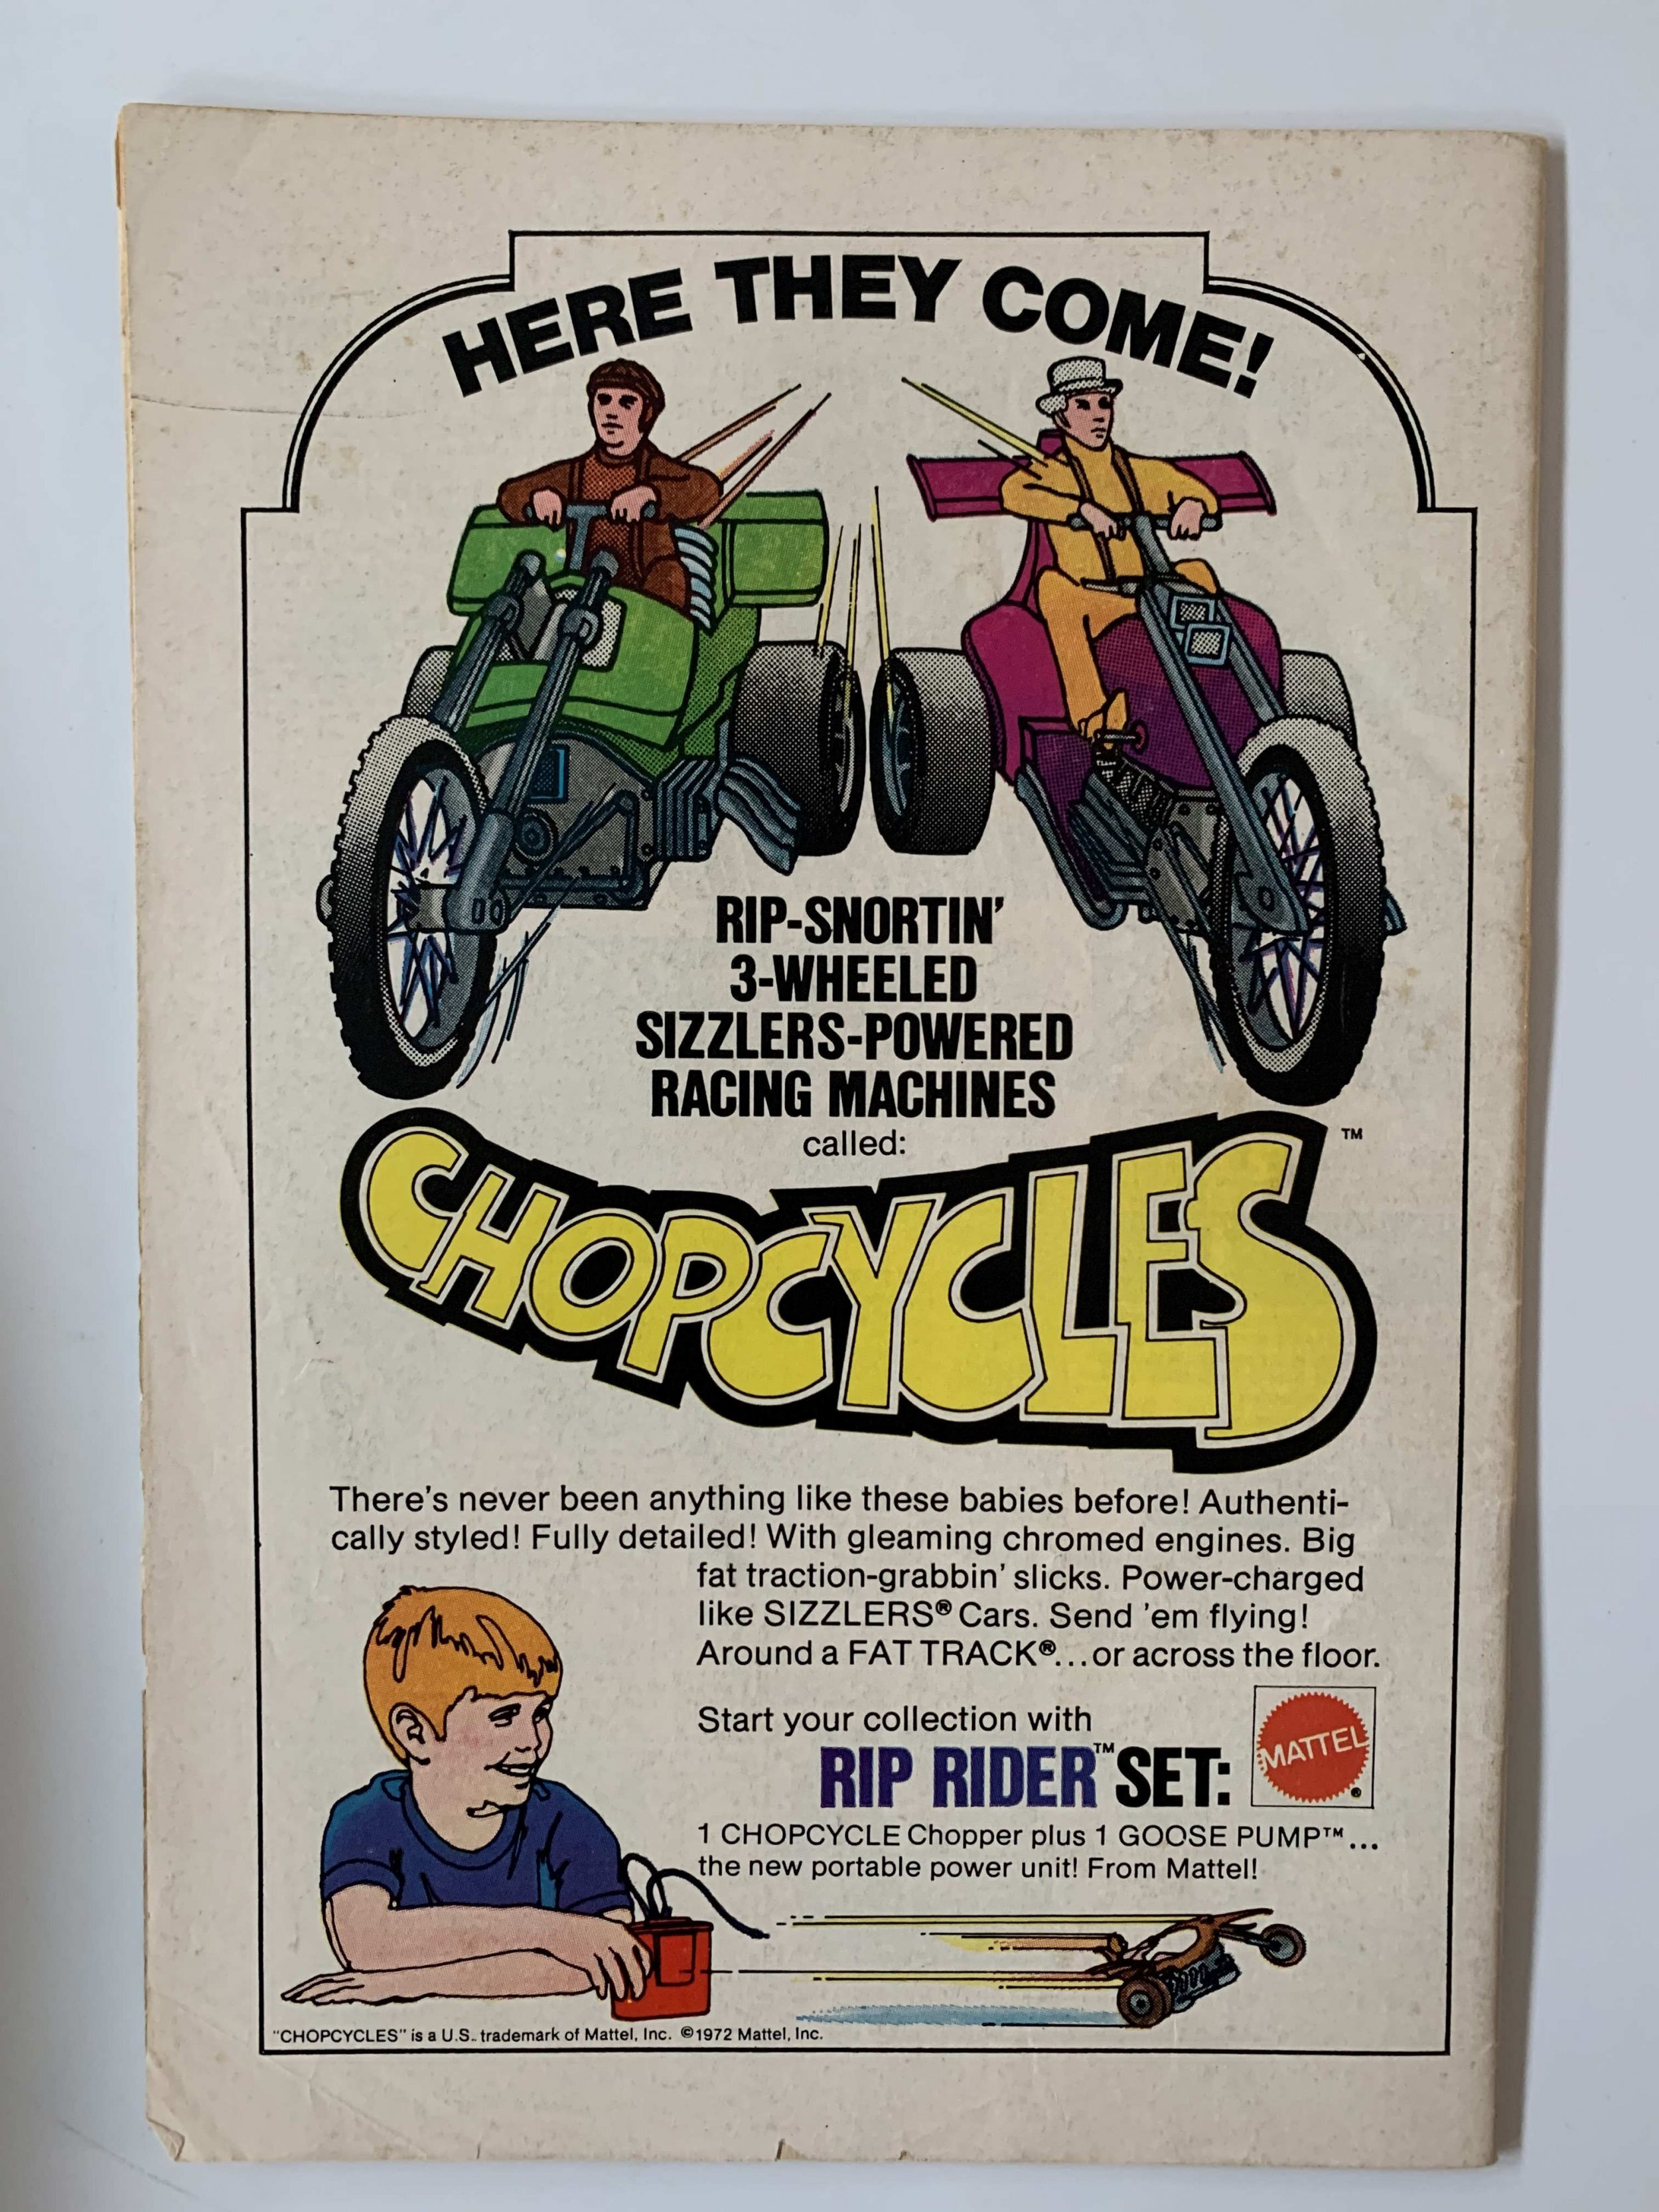 HERE THEY COME!
RIP-SNORTIN'
3-WHEELED
SIZZLERS-POWERED
RACING MACHINES
called:
CHOPCYCLES™
There's never been anything like these babies before! Authenti-
cally styled! Fully detailed! With gleaming chromed engines. Big
fat traction-grabbin' slicks. Power-charged
like SIZZLERS® Cars. Send 'em flying!
Around a FAT TRACK®...or across the floor.
Start your collection with
RIP RIDER™ SET:
MATTEL®
1 CHOPCYCLE Chopper plus 1 GOOSE PUMP™...
the new portable power unit! From Mattel!
"CHOPCYCLES" is a U.S. trademark of Mattel, Inc. ©1972 Mattel, Inc.